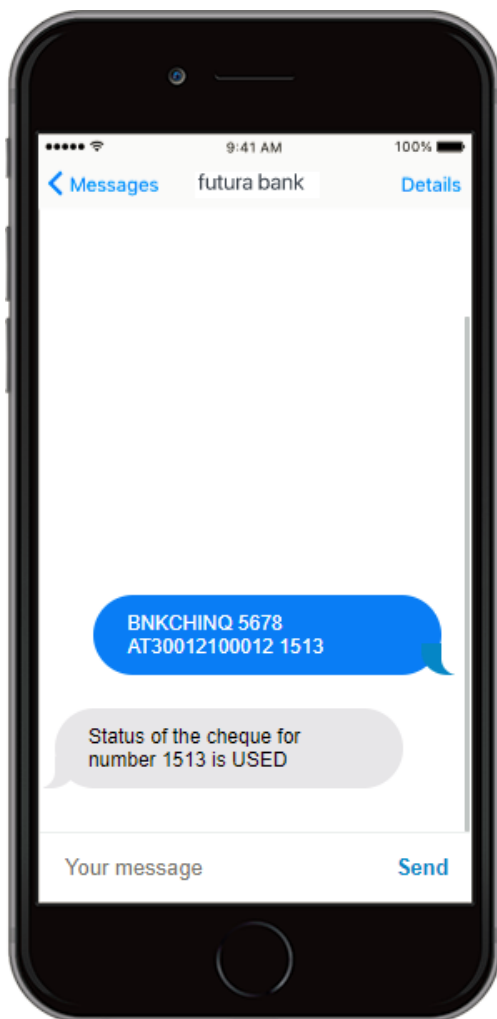 9:41 AM
100%
Messages
futura bank
Details
BNKCHINQ 5678
AT30012100012 1513
Status of the cheque for
number 1513 is USED
Your message
Send